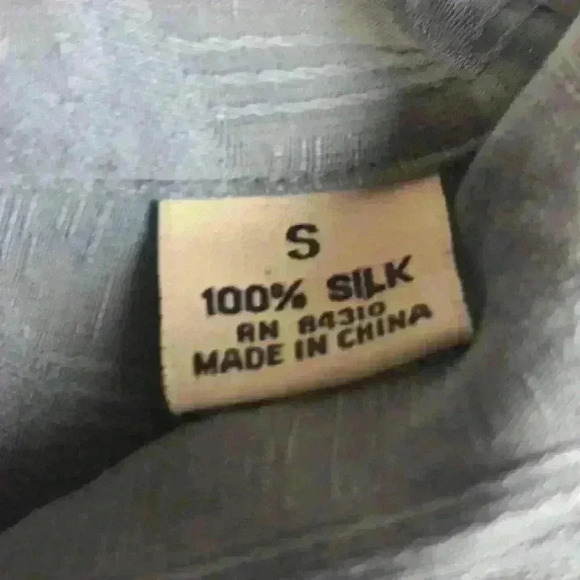 S
100% SILK
RN 84310
MADE IN CHINA